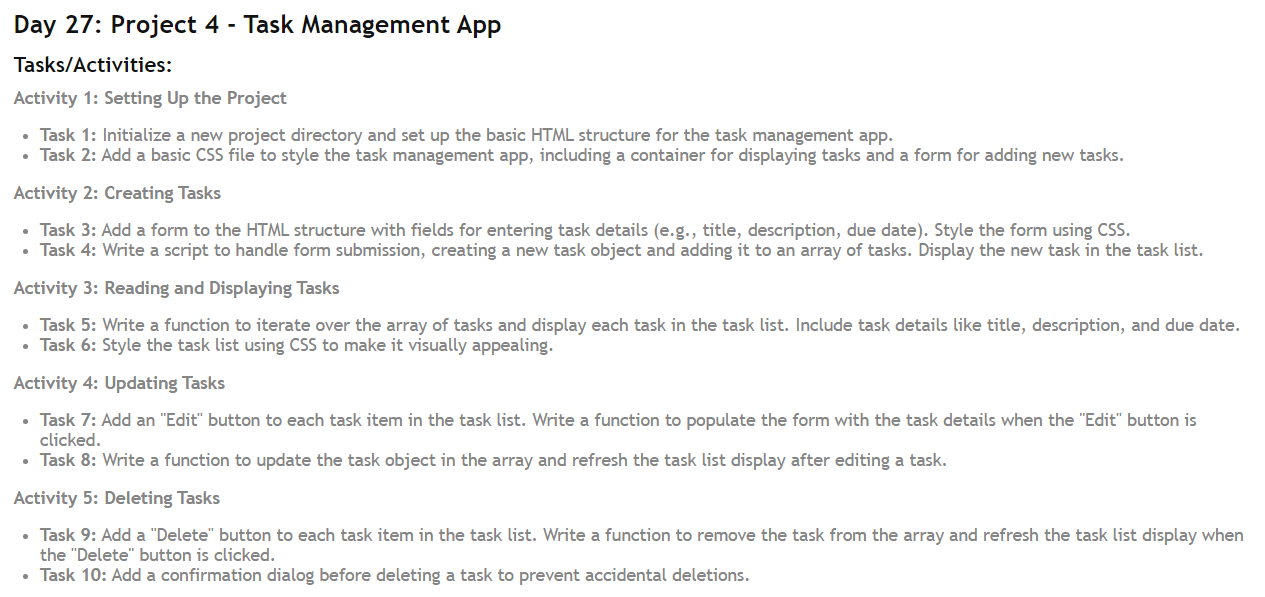 Day 27: Project 4 - Task Management App
Tasks/Activities:
Activity 1: Setting Up the Project
• Task 1: Initialize a new project directory and set up the basic HTML structure for the task management app.
• Task 2: Add a basic CSS file to style the task management app, including a container for displaying tasks and a form for adding new tasks.
Activity 2: Creating Tasks
• Task 3: Add a form to the HTML structure with fields for entering task details (e.g., title, description, due date). Style the form using CSS.
• Task 4: Write a script to handle form submission, creating a new task object and adding it to an array of tasks. Display the new task in the task list.
Activity 3: Reading and Displaying Tasks
• Task 5: Write a function to iterate over the array of tasks and display each task in the task list. Include task details like title, description, and due date.
• Task 6: Style the task list using CSS to make it visually appealing.
Activity 4: Updating Tasks
• Task 7: Add an "Edit" button to each task item in the task list. Write a function to populate the form with the task details when the "Edit" button is
clicked.
• Task 8: Write a function to update the task object in the array and refresh the task list display after editing a task.
Activity 5: Deleting Tasks
• Task 9: Add a "Delete" button to each task item in the task list. Write a function to remove the task from the array and refresh the task list display when
the "Delete" button is clicked.
• Task 10: Add a confirmation dialog before deleting a task to prevent accidental deletions.